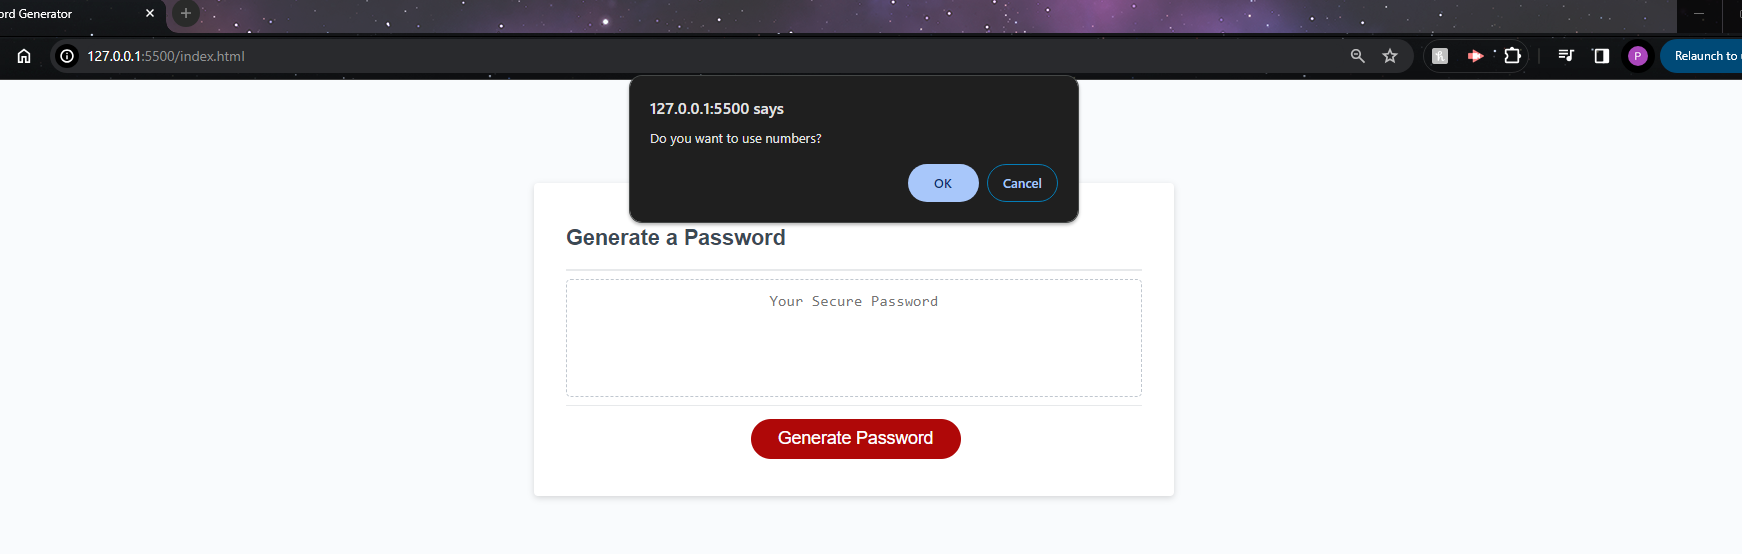 ord Generator
127.0.0.1:5500/index.html
P
Relaunch to
127.0.0.1:5500 says
Do you want to use numbers?
OK Cancel
Generate a Password
Your Secure Password
Generate Password